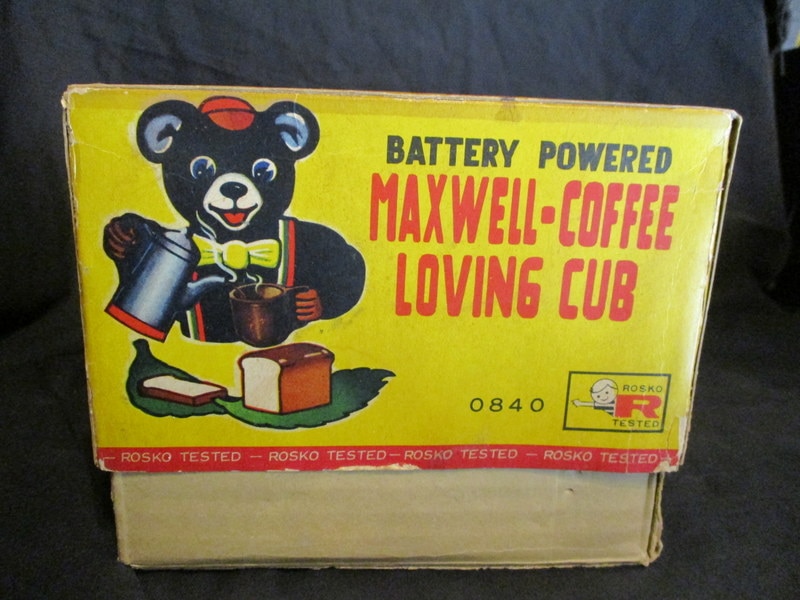 BATTERY POWERED
MAXWELL-COFFEE
LOVING CUB
0840
ROSKO
R
TESTED
— ROSKO TESTED — ROSKO TESTED — ROSKO TESTED — ROSKO TESTED —